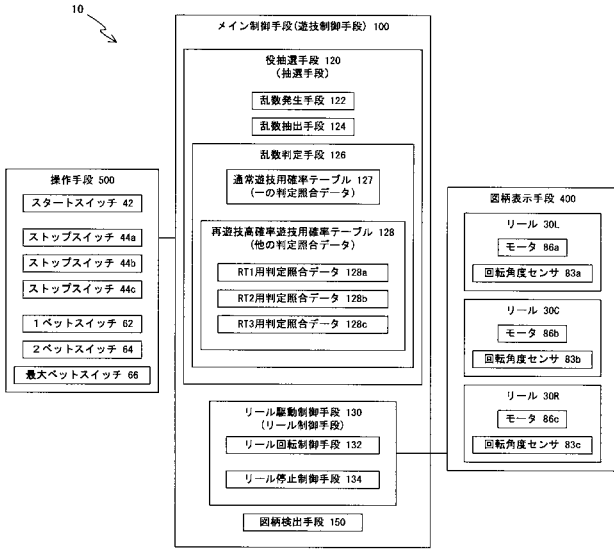 10
メイン制御手段(遊技制御手段) 100
役抽選手段 120
(抽選手段)
乱数発生手段 122
乱数抽出手段 124
乱数判定手段 126
通常遊技用確率テーブル 127
(一の判定照合データ)
再遊技高確率遊技用確率テーブル 128
(他の判定照合データ)
RT1用判定照合データ 128a
RT2用判定照合データ 128b
RT3用判定照合データ 128c
リール駆動制御手段 130
(リール制御手段)
リール回転制御手段 132
リール停止制御手段 134
図柄検出手段 150
操作手段 500
スタートスイッチ 42
ストップスイッチ 44a
ストップスイッチ 44b
ストップスイッチ 44c
1ベットスイッチ 62
2ベットスイッチ 64
最大ベットスイッチ 66
図柄表示手段 400
リール 30L
モータ 86a
回転角度センサ 83a
リール 30C
モータ 86b
回転角度センサ 83b
リール 30R
モータ 86c
回転角度センサ 83c